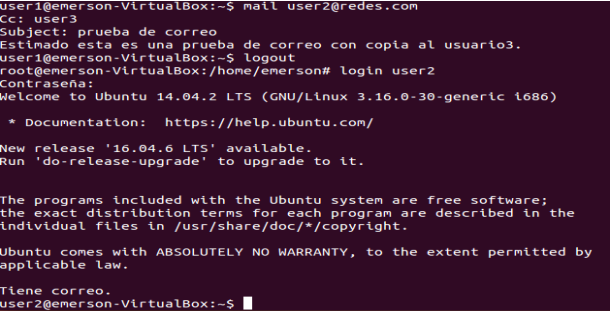 user1@emerson-VirtualBox:~$ mail user2@redes.com
Cc: user3
Subject: prueba de correo
Estimado esta es una prueba de correo con copia al usuario3.
user1@emerson-VirtualBox:~$ logout
root@emerson-VirtualBox:/home/emerson# login user2
Contraseña:
Welcome to Ubuntu 14.04.2 LTS (GNU/Linux 3.16.0-30-generic i686)
* Documentation:  https://help.ubuntu.com/
New release '16.04.6 LTS' available.
Run 'do-release-upgrade' to upgrade to it.
The programs included with the Ubuntu system are free software;
the exact distribution terms for each program are described in the
individual files in /usr/share/doc/*/copyright.
Ubuntu comes with ABSOLUTELY NO WARRANTY, to the extent permitted by
applicable law.
Tiene correo.
user2@emerson-VirtualBox:~$